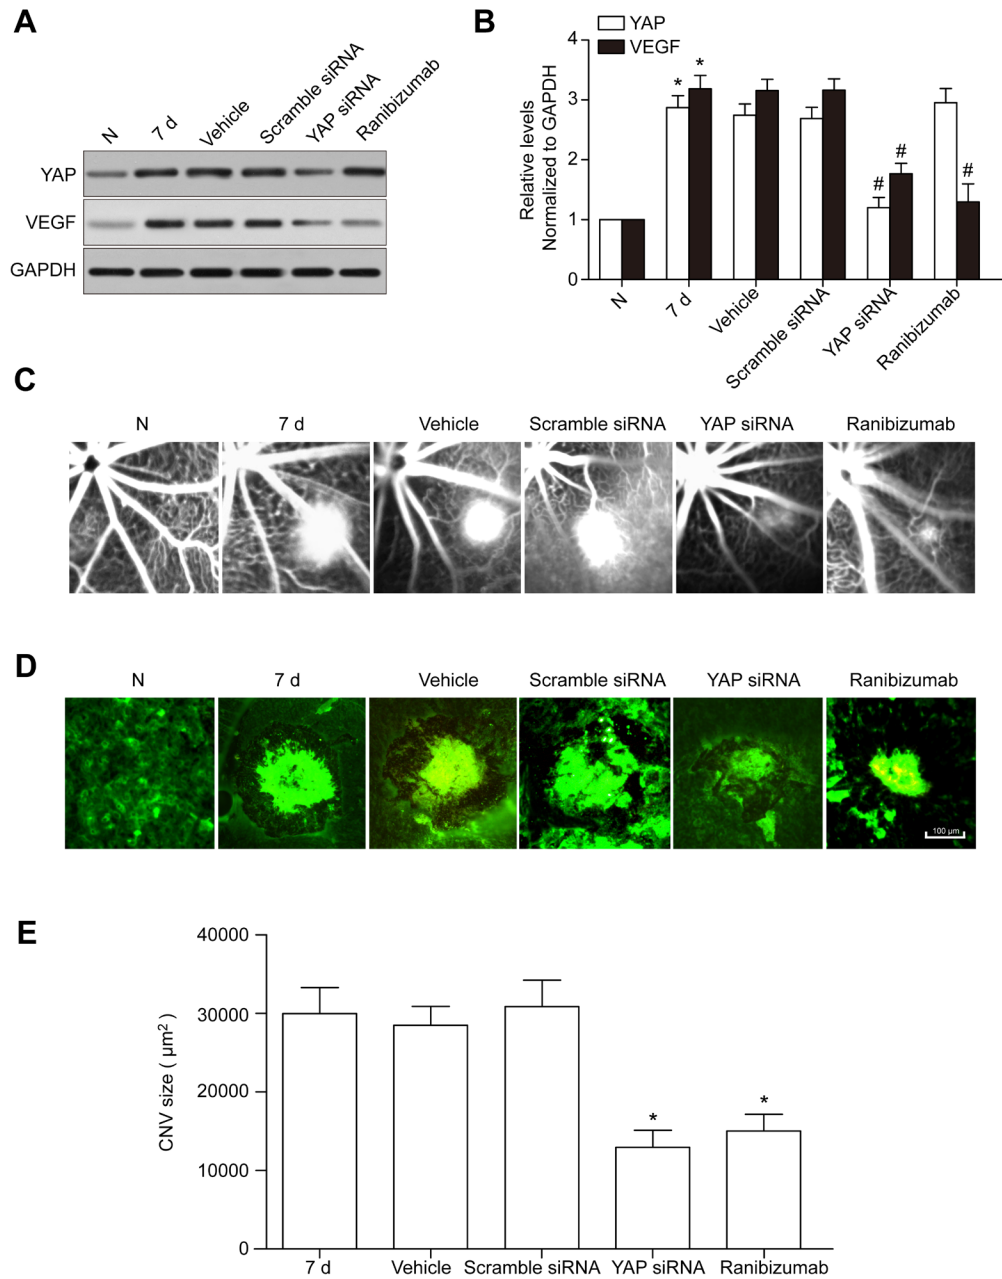 A
N
7 d
Vehicle
Scramble siRNA
YAP siRNA
Ranibizumab
YAP
VEGF
GAPDH
B
YAP
VEGF
Relative levels
Normalized to GAPDH
4
3
2
1
0
* *
# #
#
N
7 d
Vehicle
Scramble siRNA
YAP siRNA
Ranibizumab
C
N 7 d Vehicle Scramble siRNA YAP siRNA Ranibizumab
D
N 7 d Vehicle Scramble siRNA YAP siRNA Ranibizumab
100 µm
E
CNV size ( µm²)
40000
30000
20000
10000
0
* *
7 d Vehicle Scramble siRNA YAP siRNA Ranibizumab